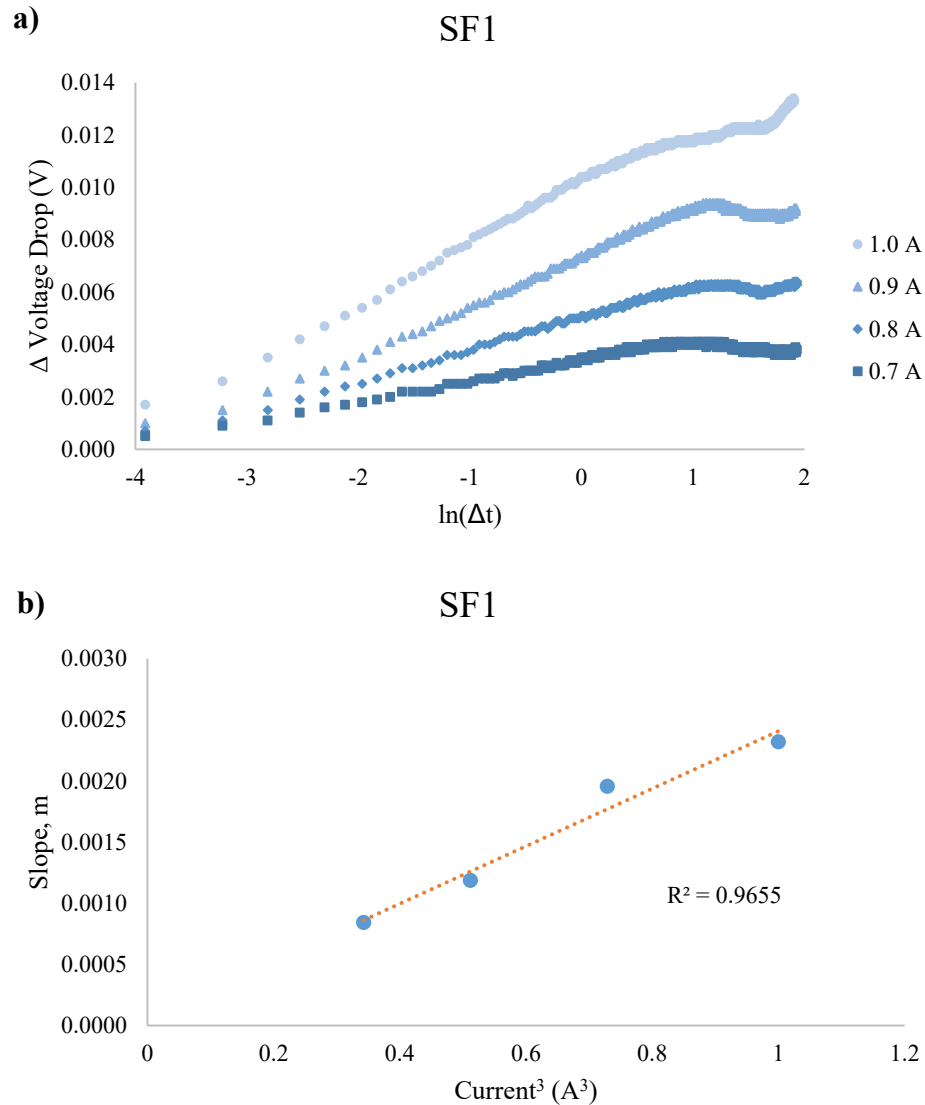 a)
SF1
0.014
0.012
0.010
0.008
0.006
0.004
0.002
0.000
Δ Voltage Drop (V)
-4 -3 -2 -1 0 1 2
ln(Δt)
1.0 A
0.9 A
0.8 A
0.7 A
b)
SF1
0.0030
0.0025
0.0020
0.0015
0.0010
0.0005
0.0000
Slope, m
R² = 0.9655
0 0.2 0.4 0.6 0.8 1 1.2
Current³ (A³)